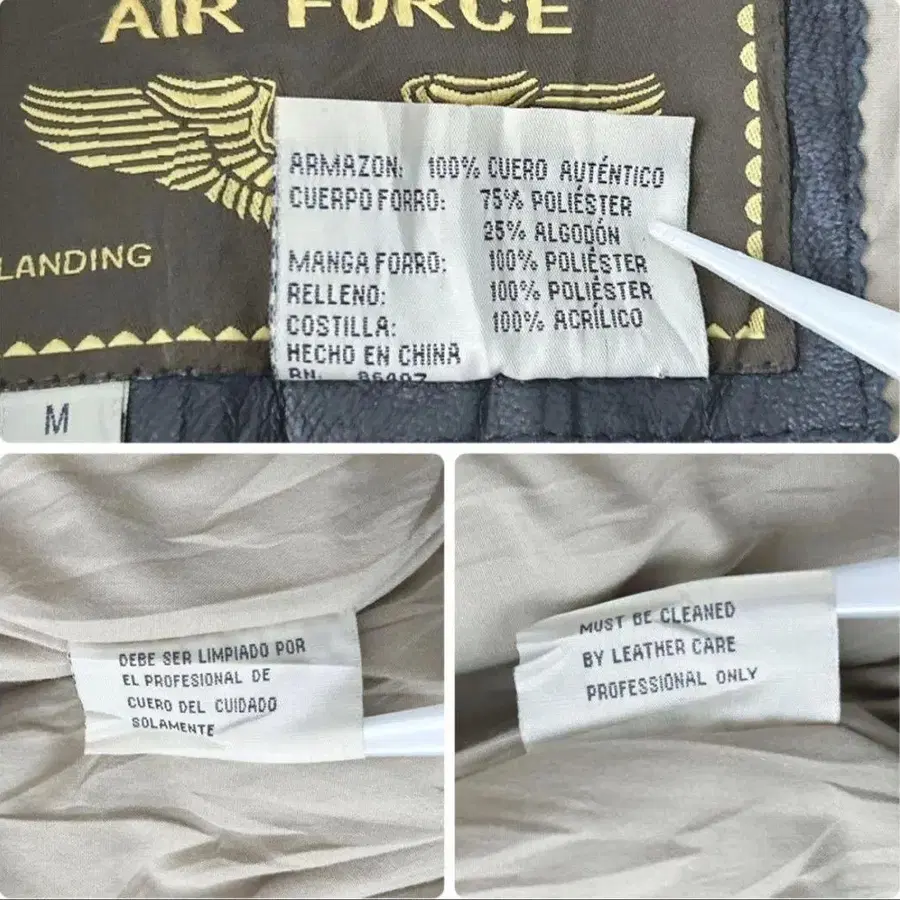 AIR FORCE
LANDING
M
ARMAZON: 100% CUERO AUTÉNTICO
CUERPO FORRO: 75% POLIÉSTER
25% ALGODÓN
MANGA FORRO: 100% POLIÉSTER
RELLENO: 100% POLIÉSTER
COSTILLA: 100% ACRÍLICO
HECHO EN CHINA
RN:
DEBE SER LIMPIADO POR
EL PROFESIONAL DE
CUERO DEL CUIDADO
SOLAMENTE
MUST BE CLEANED
BY LEATHER CARE
PROFESSIONAL ONLY